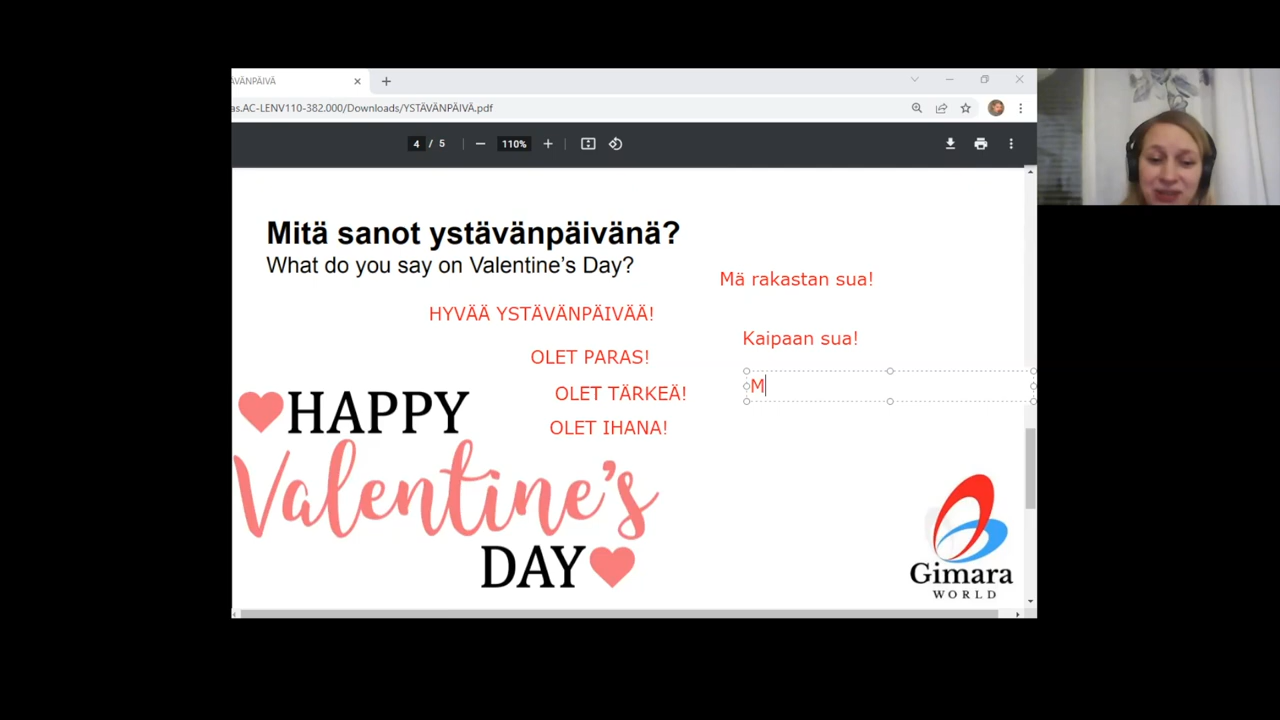 ÄVÄNPÄIVÄ
as.AC-LENV110-382.000/Downloads/YSTÄVÄNPÄIVÄ.pdf
4 / 5
110%
Mitä sanot ystävänpäivänä?
What do you say on Valentine's Day?
Mä rakastan sua!
HYVÄÄ YSTÄVÄNPÄIVÄÄ!
Kaipaan sua!
OLET PARAS!
M
OLET TÄRKEÄ!
OLET IHANA!
HAPPY
Valentine's
DAY
Gimara
WORLD